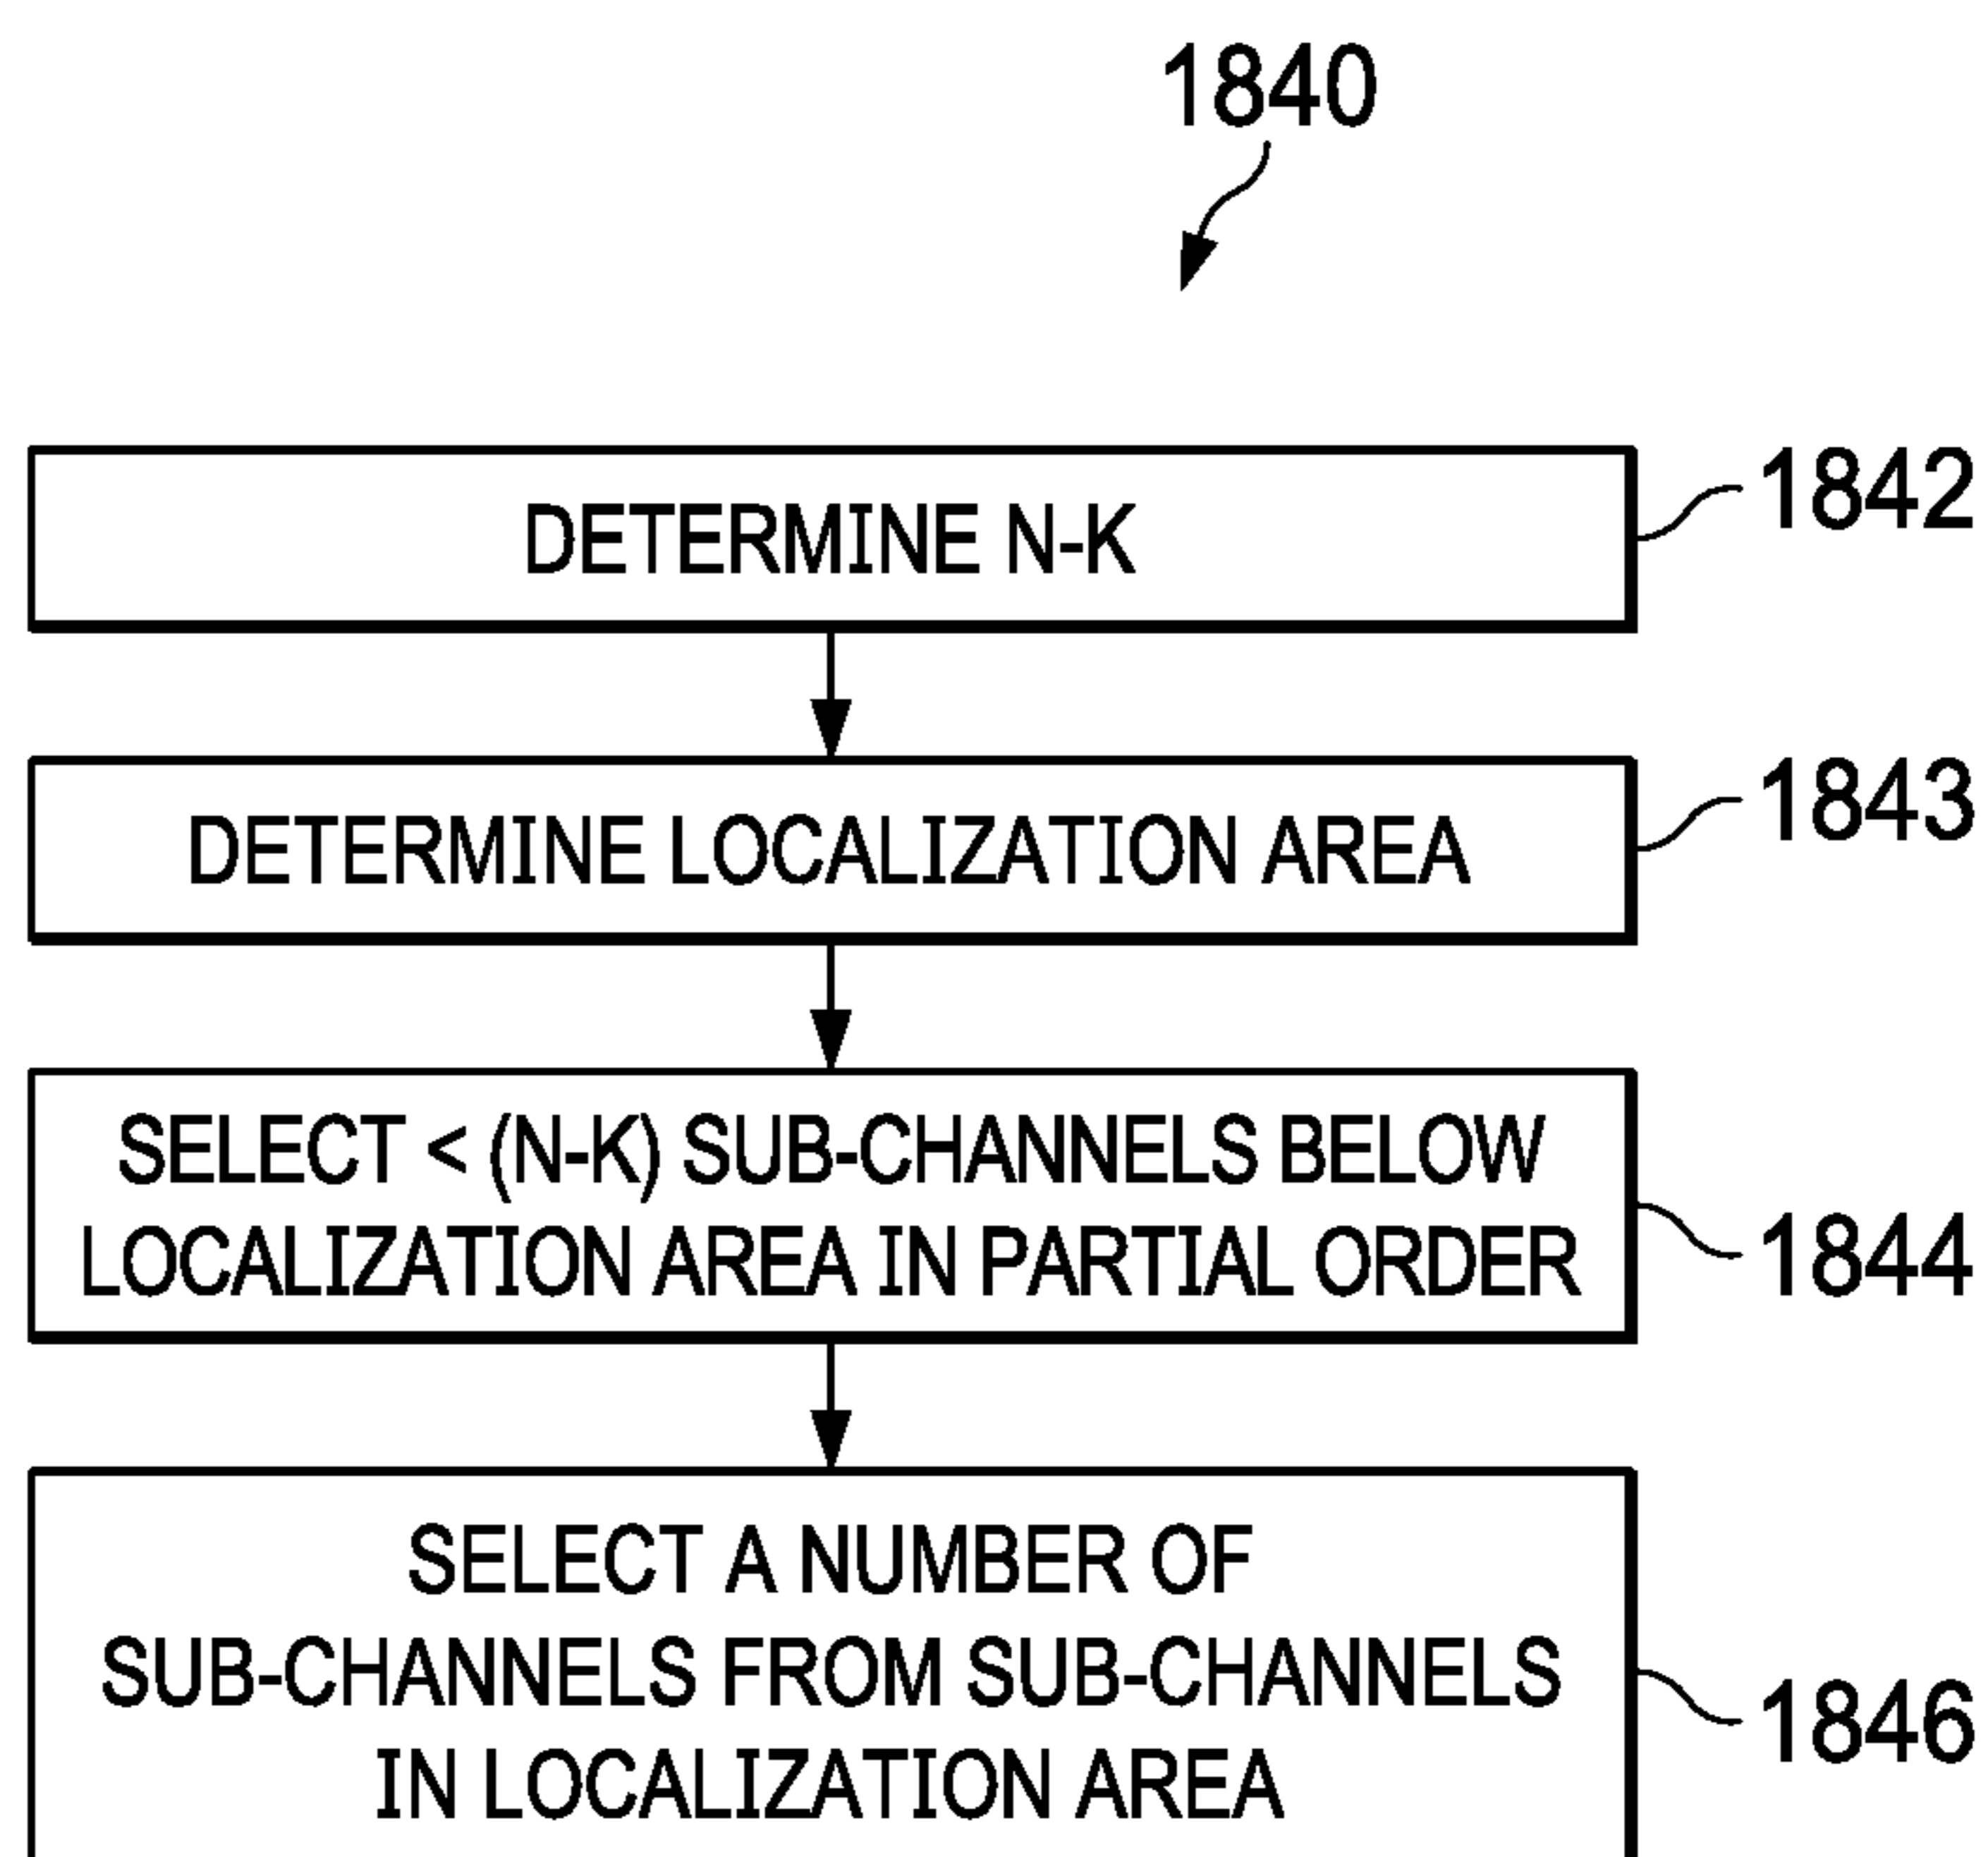 1840
DETERMINE N-K
1842
DETERMINE LOCALIZATION AREA
1843
SELECT < (N-K) SUB-CHANNELS BELOW
LOCALIZATION AREA IN PARTIAL ORDER
1844
SELECT A NUMBER OF
SUB-CHANNELS FROM SUB-CHANNELS
IN LOCALIZATION AREA
1846